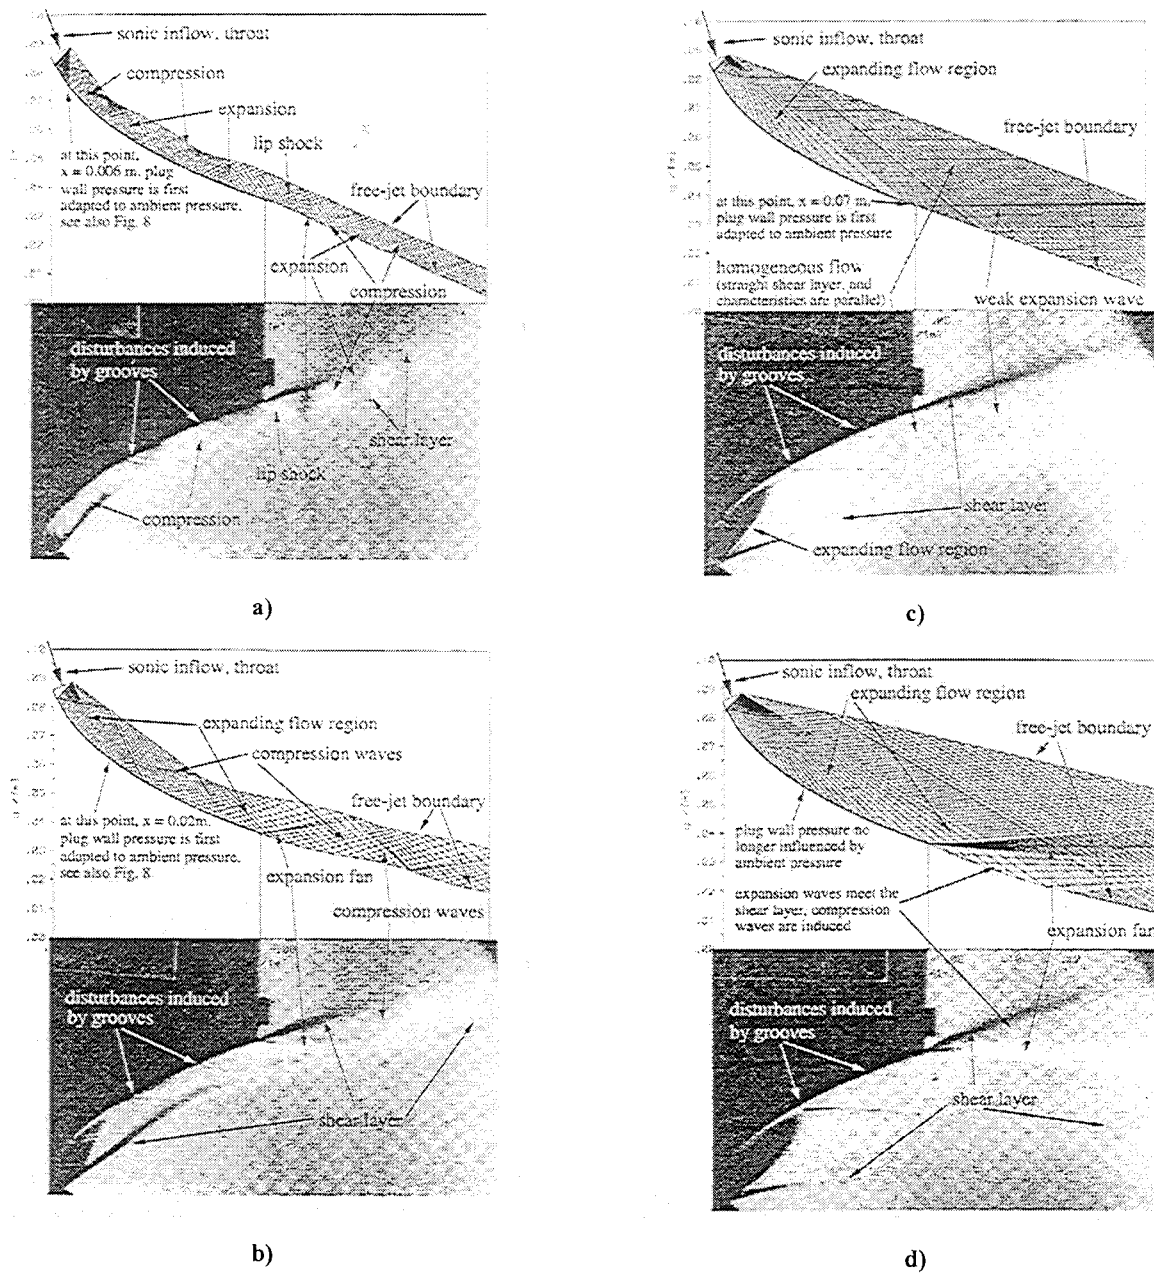 sonic inflow, throat
compression
expansion
lip shock
at this point,
x = 0.006 m, plug
wall pressure is first
adapted to ambient pressure,
see also Fig. 8
free-jet boundary
expansion
compression
disturbances induced
by grooves
shear layer
lip shock
compression
a)
sonic inflow, throat
expanding flow region
compression waves
free-jet boundary
at this point, x = 0.02m,
plug wall pressure is first
adapted to ambient pressure,
see also Fig. 8
expansion fan
compression waves
disturbances induced
by grooves
shear layer
b)
sonic inflow, throat
expanding flow region
free-jet boundary
at this point, x = 0.07 m,
plug wall pressure is first
adapted to ambient pressure
homogeneous flow
(straight shear layer, and
characteristics are parallel)
weak expansion wave
disturbances induced
by grooves
shear layer
expanding flow region
c)
sonic inflow, throat
expanding flow region
free-jet boundary
plug wall pressure no
longer influenced by
ambient pressure
expansion waves meet the
shear layer, compression
waves are induced
expansion fan
disturbances induced
by grooves
shear layer
d)